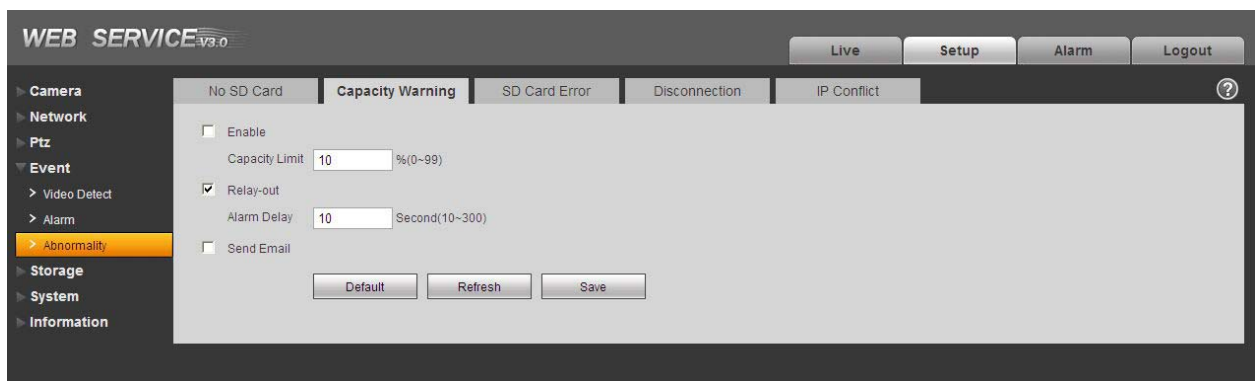 WEB SERVICE V3.0
Live Setup Alarm Logout
Camera
Network
Ptz
Event
Video Detect
Alarm
Abnormality
Storage
System
Information
No SD Card Capacity Warning SD Card Error Disconnection IP Conflict ?
Enable
Capacity Limit 10 %(0~99)
Relay-out
Alarm Delay 10 Second(10~300)
Send Email
Default Refresh Save